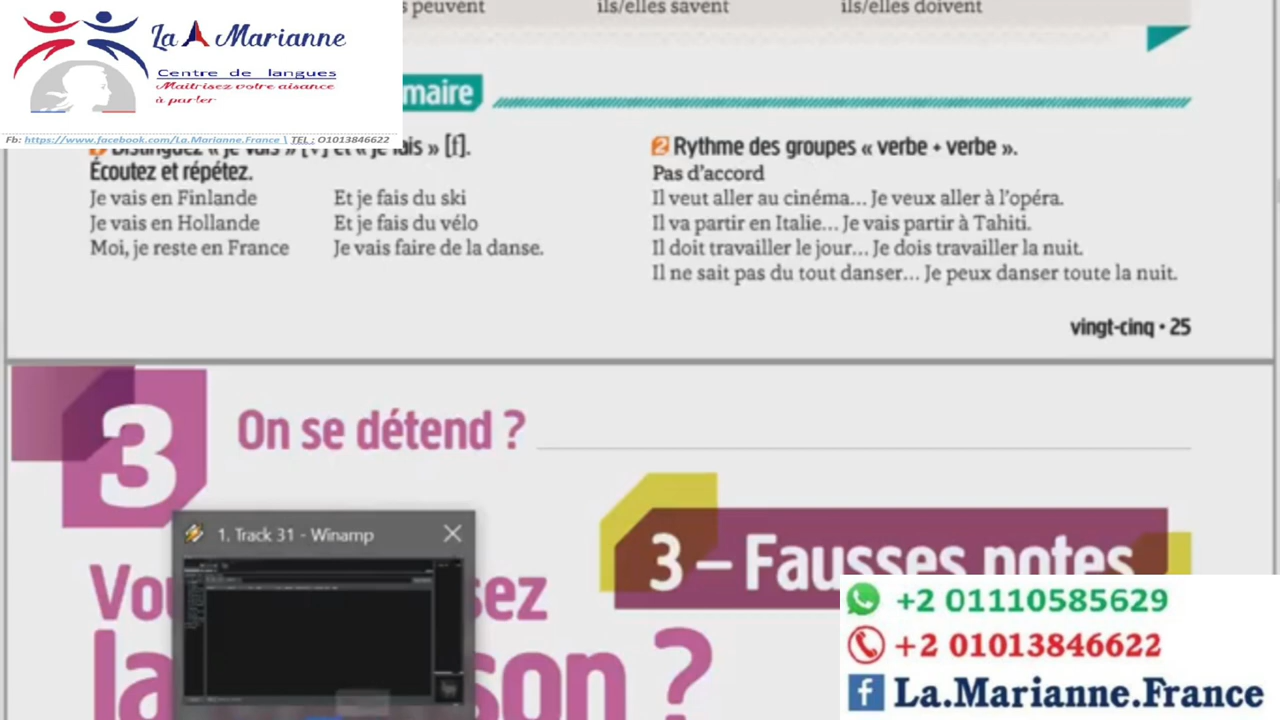 La Marianne
Centre de langues
Maitrisez votre aisance
à parler
Fb: https://www.facebook.com/La.Marianne.France \ TEL : 01013846622
peuvent
ils/elles savent
ils/elles doivent
maire
Distinguez « je vais » [v] et « je fais » [f].
Écoutez et répétez.
Je vais en Finlande
Et je fais du ski
Je vais en Hollande
Et je fais du vélo
Moi, je reste en France
Je vais faire de la danse.
2 Rythme des groupes « verbe + verbe ».
Pas d’accord
Il veut aller au cinéma… Je veux aller à l’opéra.
Il va partir en Italie… Je vais partir à Tahiti.
Il doit travailler le jour… Je dois travailler la nuit.
Il ne sait pas du tout danser… Je peux danser toute la nuit.
vingt-cinq • 25
3
On se détend ?
1. Track 31 - Winamp
3 – Fausses notes
+2 01110585629
+2 01013846622
La.Marianne.France